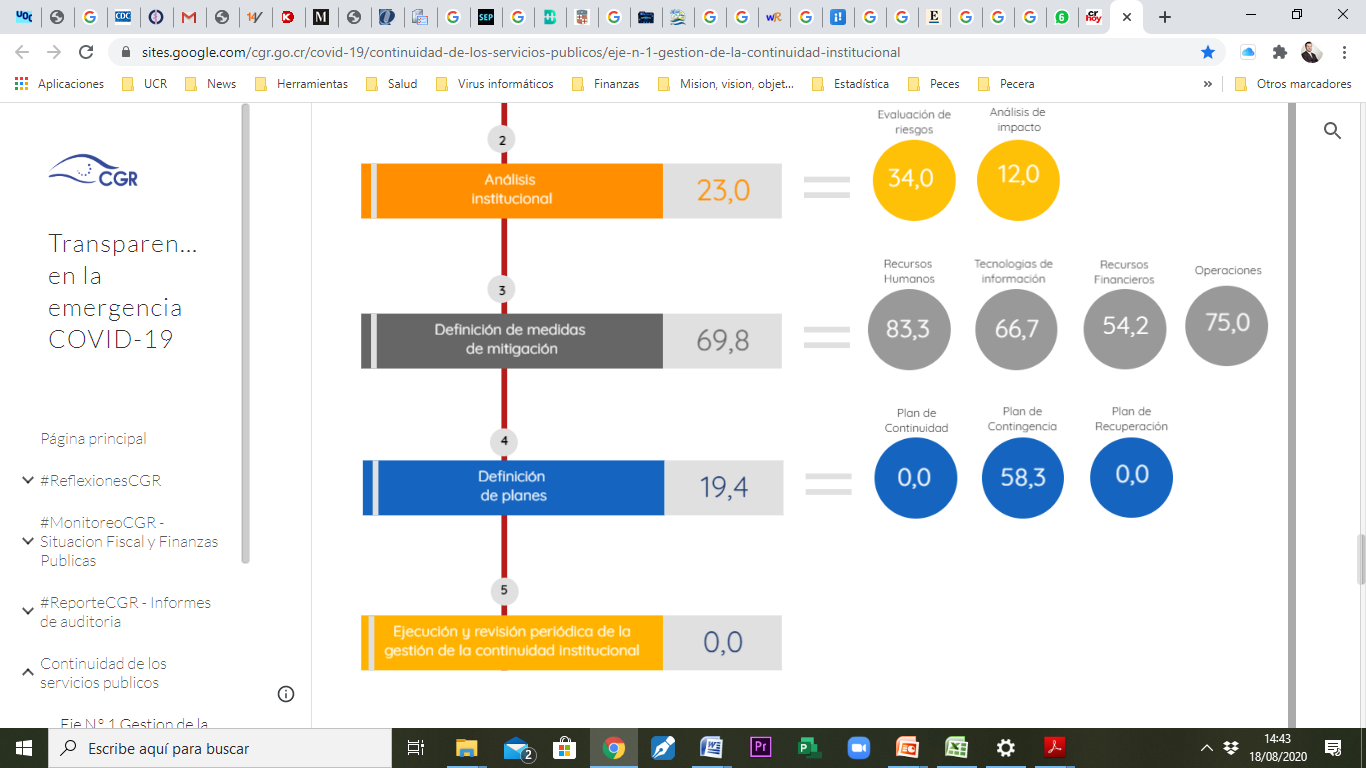 sites.google.com/cgr.go.cr/covid-19/continuidad-de-los-servicios-publicos/eje-n-1-gestion-de-la-continuidad-institucional
Aplicaciones
UCR
News
Herramientas
Salud
Virus informáticos
Finanzas
Mision, vision, objet...
Estadística
Peces
Pecera
»
Otros marcadores
CGR
Transparen...
en la
emergencia
COVID-19
Página principal
#ReflexionesCGR
#MonitoreoCGR -
Situacion Fiscal y Finanzas
Publicas
#ReporteCGR - Informes
de auditoria
Continuidad de los
servicios publicos
Eje N.° 1 Gestion de la
2
Análisis
institucional
23,0
Evaluación de
riesgos
34,0
Análisis de
impacto
12,0
3
Definición de medidas
de mitigación
69,8
Recursos
Humanos
83,3
Tecnologias de
información
66,7
Recursos
Financieros
54,2
Operaciones
75,0
4
Definición
de planes
19,4
Plan de
Continuidad
0,0
Plan de
Contingencia
58,3
Plan de
Recuperación
0,0
5
Ejecución y revisión periódica de la
gestión de la continuidad institucional
0,0
Escribe aquí para buscar
2
14:43
18/08/2020